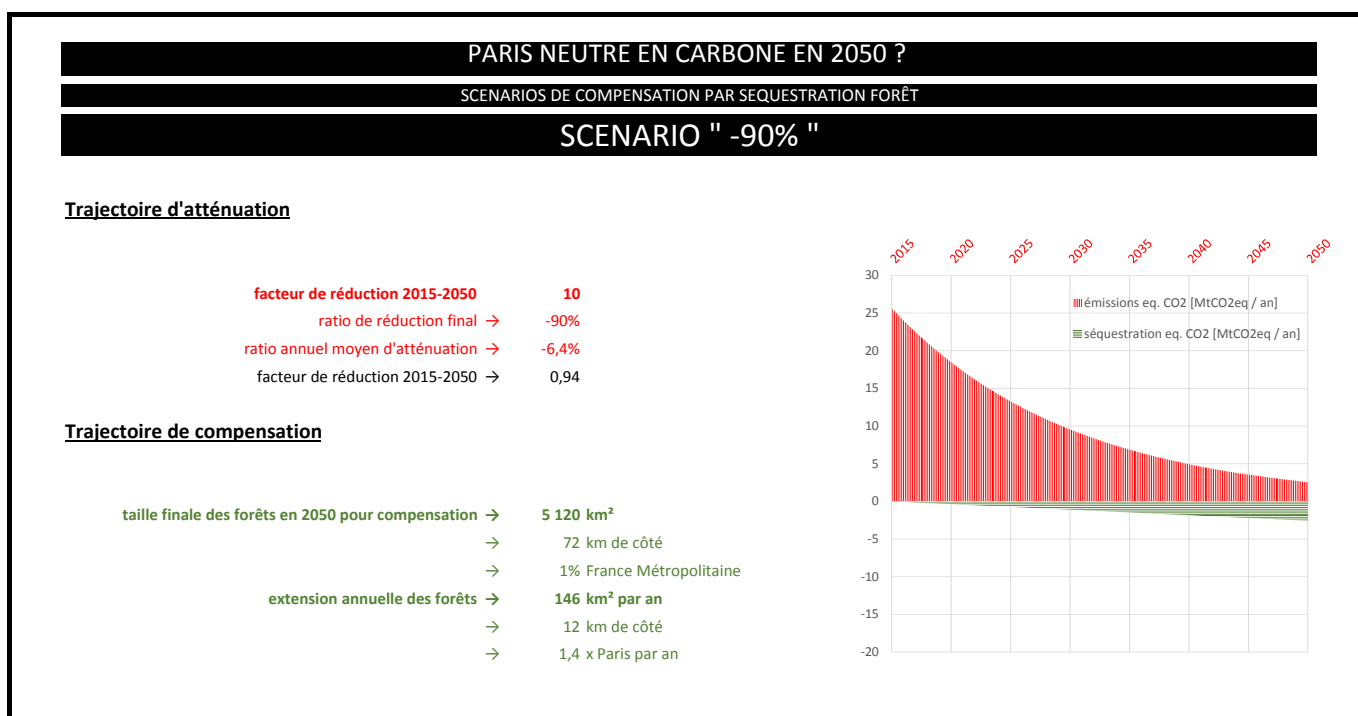 PARIS NEUTRE EN CARBONE EN 2050 ?
SCENARIOS DE COMPENSATION PAR SEQUESTRATION FORÊT
SCENARIO " -90% "
Trajectoire d'atténuation
facteur de réduction 2015-2050 10
ratio de réduction final → -90%
ratio annuel moyen d'atténuation → -6,4%
facteur de réduction 2015-2050 → 0,94
Trajectoire de compensation
taille finale des forêts en 2050 pour compensation → 5 120 km²
→ 72 km de côté
→ 1% France Métropolitaine
extension annuelle des forêts → 146 km² par an
→ 12 km de côté
→ 1,4 x Paris par an
2015 2020 2025 2030 2035 2040 2045 2050
30
25
20
15
10
5
0
-5
-10
-15
-20
émissions eq. CO2 [MtCO2eq / an]
séquestration eq. CO2 [MtCO2eq / an]